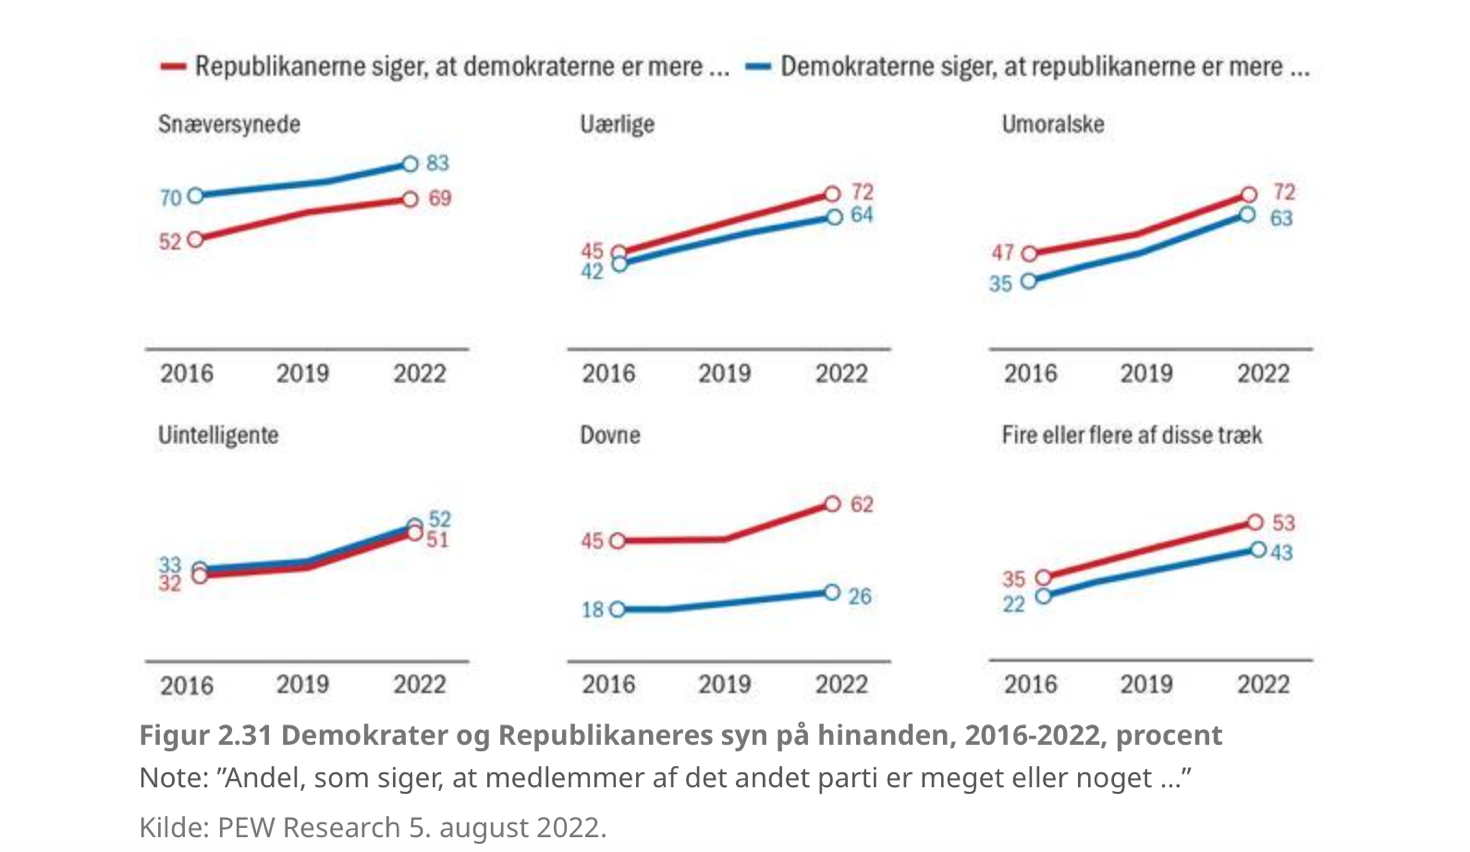 Republikanerne siger, at demokraterne er mere ... Demokraterne siger, at republikanerne er mere ...
Snæversynede
83
70
69
52
2016 2019 2022
Uærlige
72
64
45
42
2016 2019 2022
Umoralske
72
63
47
35
2016 2019 2022
Uintelligente
52
51
33
32
2016 2019 2022
Dovne
62
45
26
18
2016 2019 2022
Fire eller flere af disse træk
53
43
35
22
2016 2019 2022
Figur 2.31 Demokrater og Republikaneres syn på hinanden, 2016-2022, procent
Note: ”Andel, som siger, at medlemmer af det andet parti er meget eller noget ...”
Kilde: PEW Research 5. august 2022.